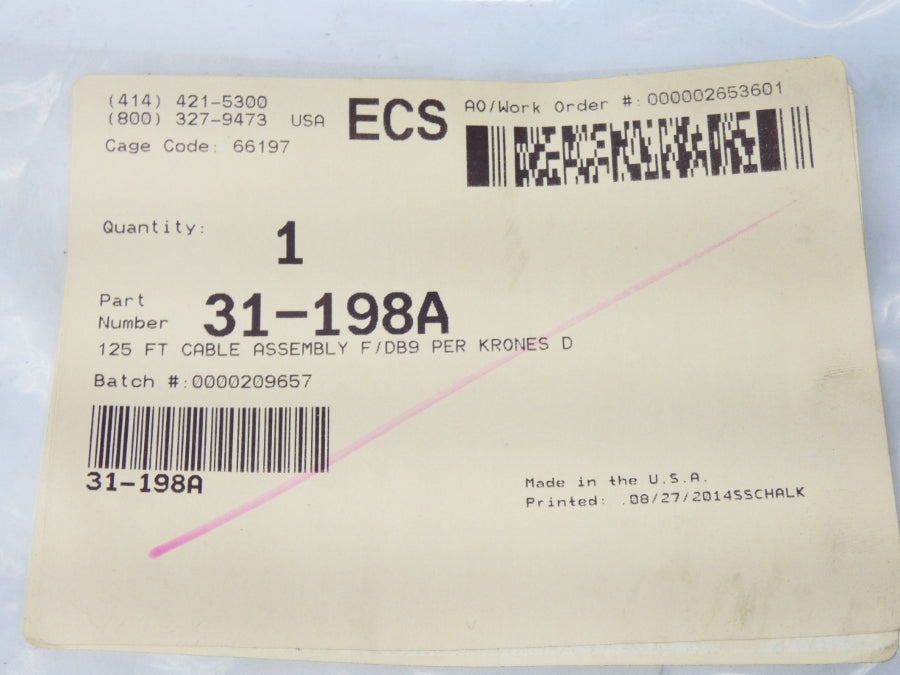 (414) 421-5300
(800) 327-9473 USA
Cage Code: 66197
ECS
AO/Work Order #:000002653601
Quantity: 1
Part Number 31-198A
125 FT CABLE ASSEMBLY F/DB9 PER KRONES D
Batch #:0000209657
31-198A
Made in the U.S.A.
Printed: .08/27/2014SSCHALK